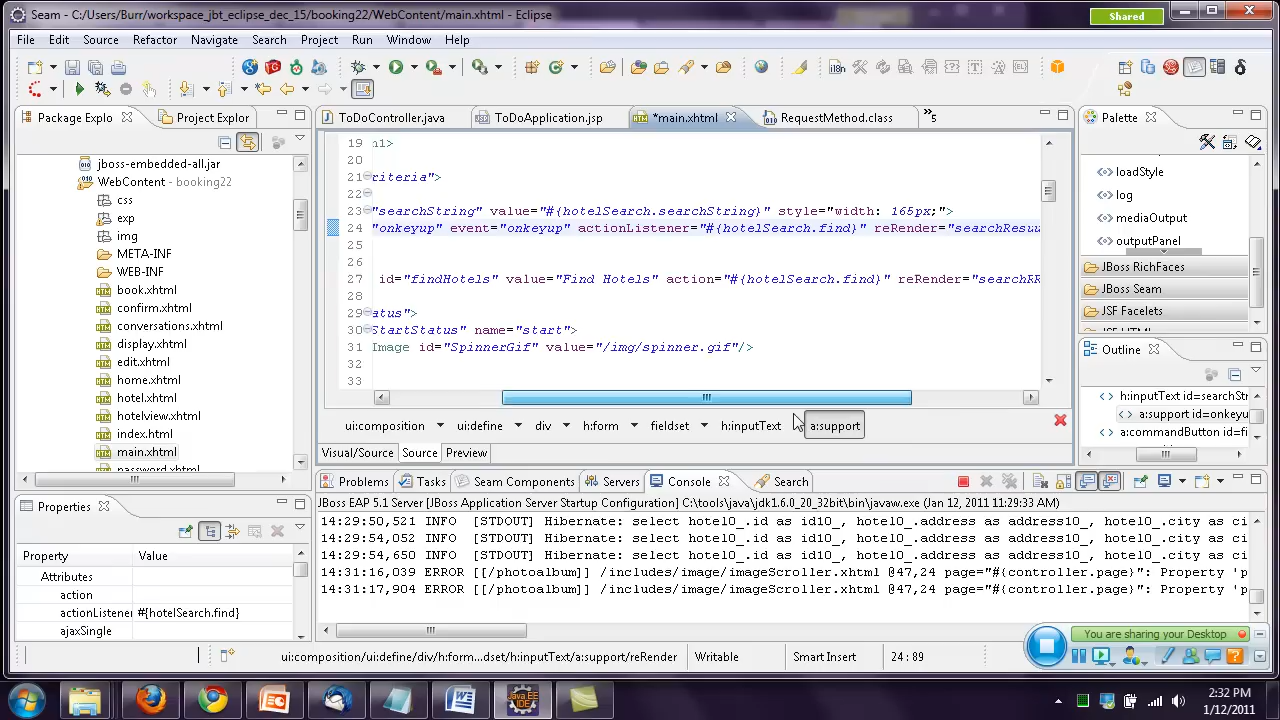 Seam - C:/Users/Burr/workspace_jbt_eclipse_dec_15/booking22/WebContent/main.xhtml - Eclipse
Shared
File Edit Source Refactor Navigate Search Project Run Window Help
Package Explo
Project Explor
ToDoController.java
ToDoApplication.jsp
*main.xhtml
RequestMethod.class
»5
Palette
jboss-embedded-all.jar
WebContent - booking22
css
exp
img
META-INF
WEB-INF
book.xhtml
confirm.xhtml
conversations.xhtml
display.xhtml
edit.xhtml
home.xhtml
hotel.xhtml
hotelview.xhtml
index.html
main.xhtml
password.xhtml
19 n1>
20
21 riteria">
22
23 "searchString" value="#{hotelSearch.searchString}" style="width: 165px;">
24 "onkeyup" event="onkeyup" actionListener="#{hotelSearch.find}" reRender="searchResu
25
26
27 id="findHotels" value="Find Hotels" action="#{hotelSearch.find}" reRender="searchR
28
29 atus">
30 StartStatus" name="start">
31 Image id="SpinnerGif" value="/img/spinner.gif"/>
32
33
ui:composition ui:define div h:form fieldset h:inputText a:support
Visual/Source Source Preview
loadStyle
log
mediaOutput
outputPanel
JBoss RichFaces
JBoss Seam
JSF Facelets
Outline
h:inputText id=searchStr
a:support id=onkeyu
a:commandButton id=fi
Properties
Property Value
Attributes
action
actionListener #{hotelSearch.find}
ajaxSingle
Problem Tasks Seam Components Servers Console Search
JBoss EAP 5.1 Server [JBoss Application Server Startup Configuration] C:\tools\java\jdk1.6.0_20_32bit\bin\javaw.exe (Jan 12, 2011 11:29:33 AM)
14:29:50,521 INFO [STDOUT] Hibernate: select hotel0_.id as id10_, hotel0_.address as address10_, hotel0_.city as ci
14:29:54,052 INFO [STDOUT] Hibernate: select hotel0_.id as id10_, hotel0_.address as address10_, hotel0_.city as ci
14:29:54,650 INFO [STDOUT] Hibernate: select hotel0_.id as id10_, hotel0_.address as address10_, hotel0_.city as ci
14:31:16,039 ERROR [[/photoalbum]] /includes/image/imageScroller.xhtml @47,24 page="#{controller.page}": Property 'p
14:31:17,904 ERROR [[/photoalbum]] /includes/image/imageScroller.xhtml @47,24 page="#{controller.page}": Property 'p
You are sharing your Desktop
ui:composition/ui:define/div/h:form...dset/h:inputText/a:support/reRender Writable Smart Insert 24 : 89
Java EE
IDE
2:32 PM
1/12/2011